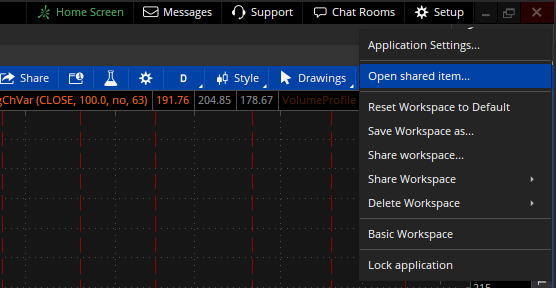 Home Screen Messages Support Chat Rooms Setup
Application Settings...
Share D Style Drawings
Open shared item...
gChVar (CLOSE, 100.0, no, 63) 191.76 204.85 178.67 VolumeProfile
Reset Workspace to Default
Save Workspace as...
Share workspace...
Share Workspace
Delete Workspace
Basic Workspace
Lock application
215